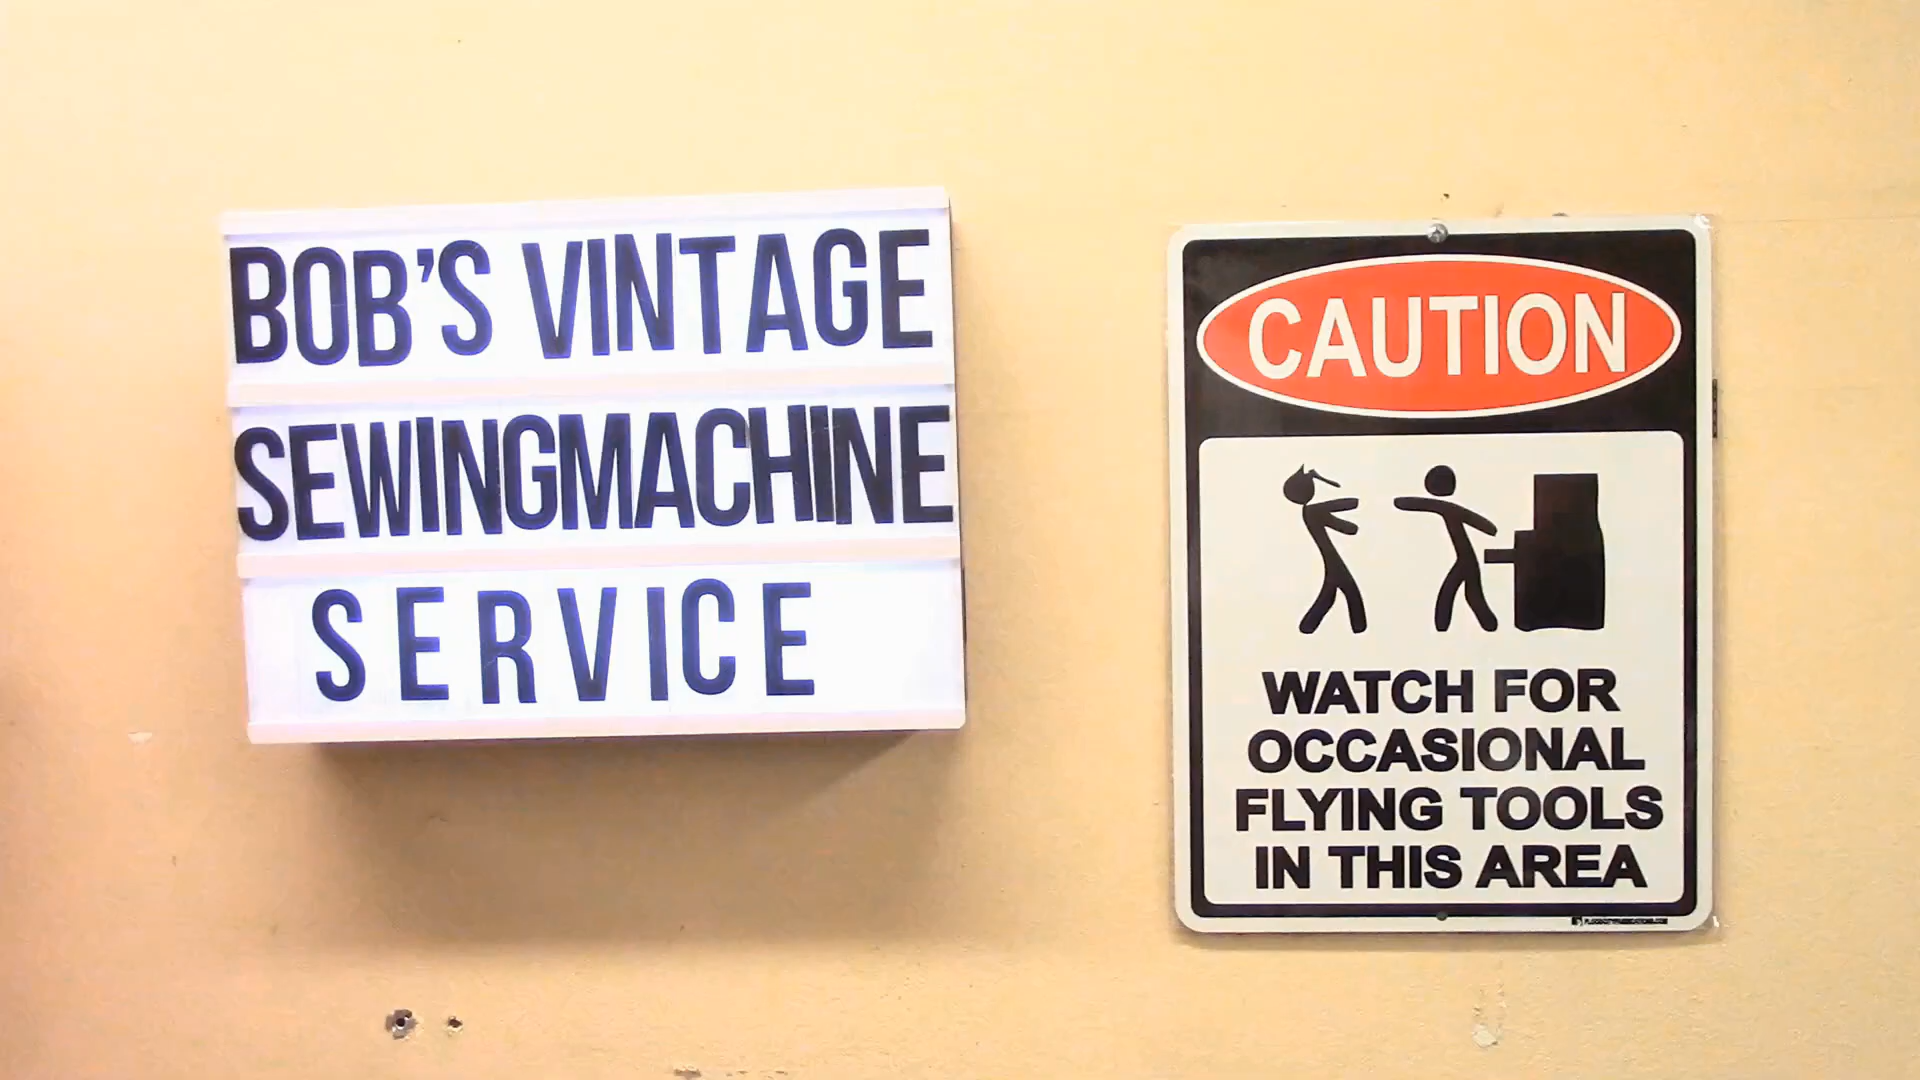 BOB'S VINTAGE
SEWINGMACHINE
SERVICE
CAUTION
WATCH FOR
OCCASIONAL
FLYING TOOLS
IN THIS AREA